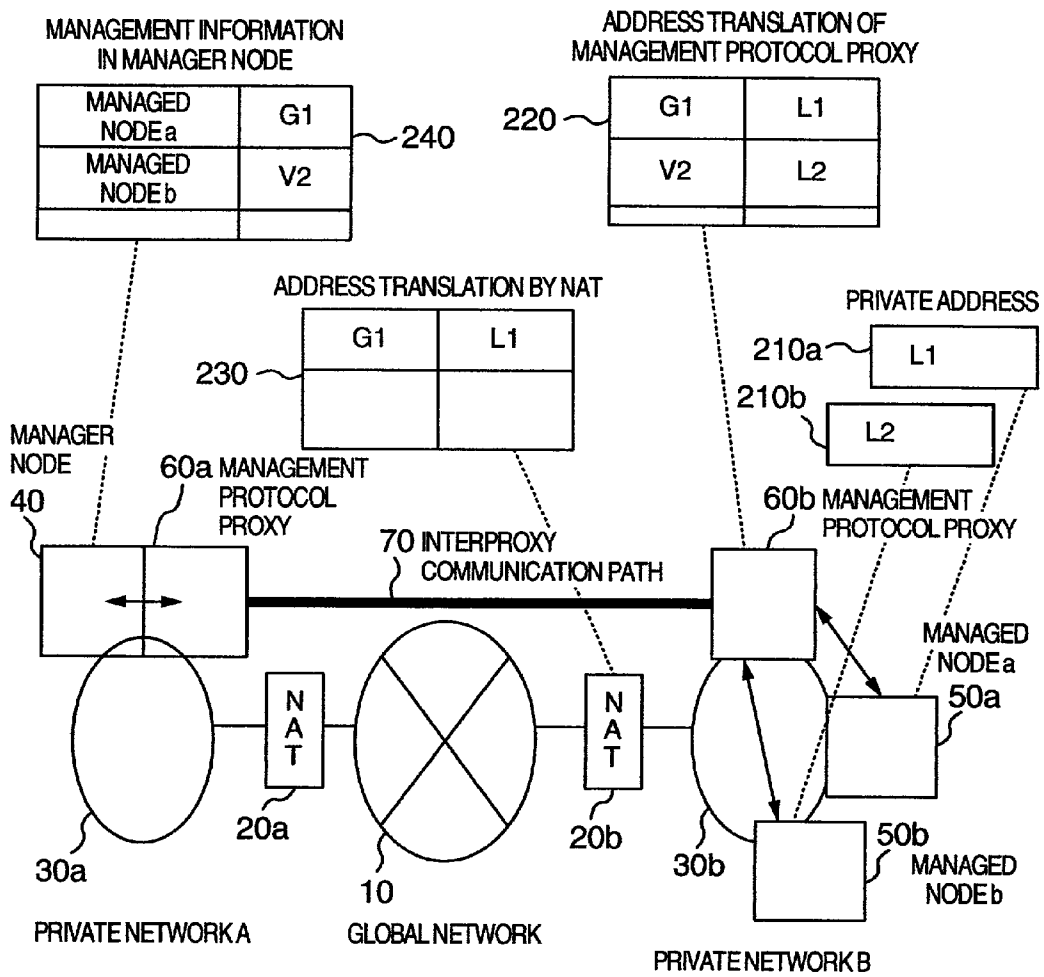 MANAGEMENT INFORMATION
IN MANAGER NODE
MANAGED
NODE a
G1
MANAGED
NODE b
V2
240
ADDRESS TRANSLATION OF
MANAGEMENT PROTOCOL PROXY
220
G1
L1
V2
L2
ADDRESS TRANSLATION BY NAT
G1
L1
230
PRIVATE ADDRESS
210a
L1
210b
L2
MANAGER
NODE
40
60a MANAGEMENT
PROTOCOL
PROXY
70 INTERPROXY
COMMUNICATION PATH
60b MANAGEMENT
PROTOCOL PROXY
MANAGED
NODE a
50a
N
A
T
20a
N
A
T
20b
30a
10
30b
50b
MANAGED
NODE b
PRIVATE NETWORK A
GLOBAL NETWORK
PRIVATE NETWORK B